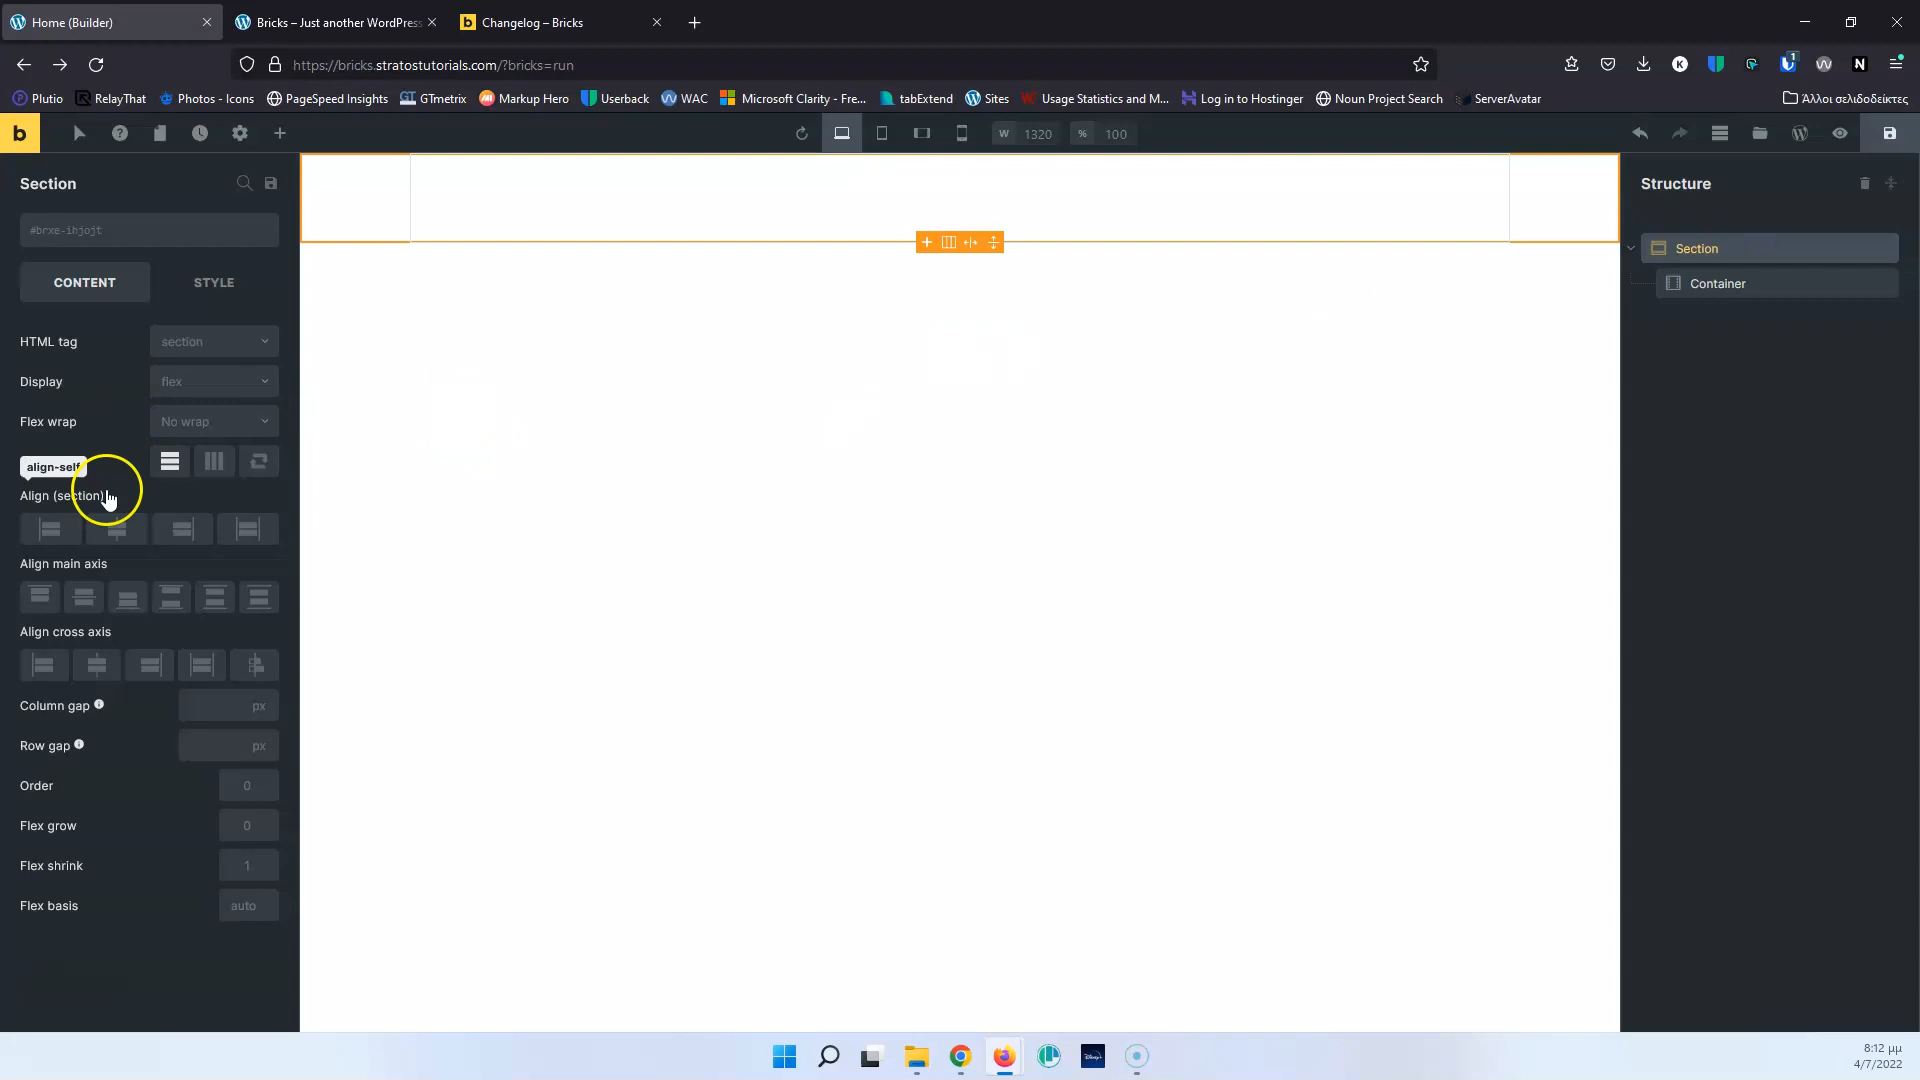 Home (Builder)
Bricks – Just another WordPress
b Changelog – Bricks
https://bricks.stratostutorials.com/?bricks=run
Plutio
RelayThat
Photos - Icons
PageSpeed Insights
GTmetrix
Markup Hero
Userback
WAC
Microsoft Clarity - Fre...
tabExtend
Sites
Usage Statistics and M...
Log in to Hostinger
Noun Project Search
ServerAvatar
Άλλοι σελιδοδείκτες
b
W 1320
% 100
Section
#brxe-ihjojt
CONTENT
STYLE
HTML tag
section
Display
flex
Flex wrap
No wrap
align-self
Align (section)
Align main axis
Align cross axis
Column gap
px
Row gap
px
Order
0
Flex grow
0
Flex shrink
1
Flex basis
auto
Structure
Section
Container
8:12 μμ
4/7/2022